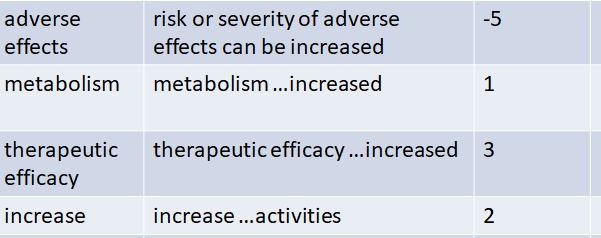 adverse effects risk or severity of adverse effects can be increased -5
metabolism metabolism ...increased 1
therapeutic efficacy therapeutic efficacy ...increased 3
increase increase ...activities 2